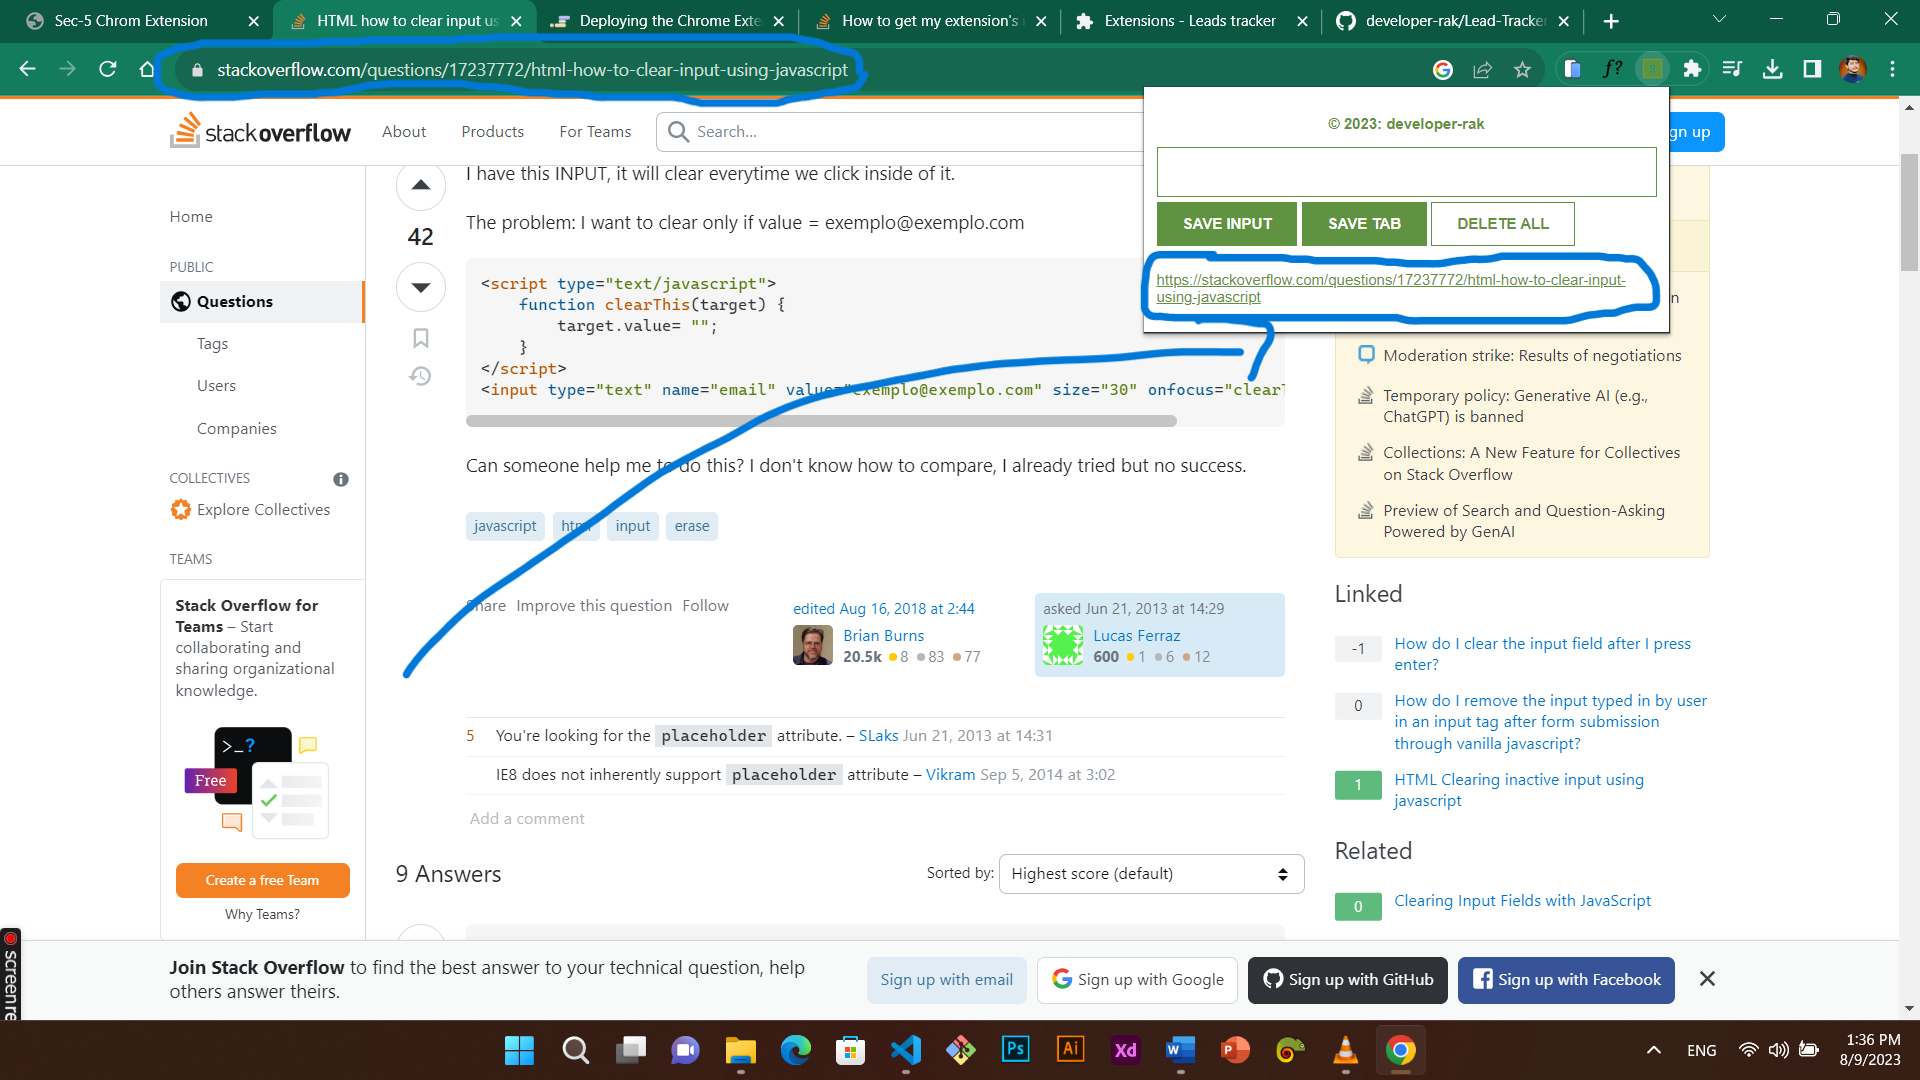 Sec-5 Chrom Extension
HTML how to clear input us
Deploying the Chrome Exte
How to get my extension's i
Extensions - Leads tracker
developer-rak/Lead-Tracker
stackoverflow.com/questions/17237772/html-how-to-clear-input-using-javascript
f?
stackoverflow
About
Products
For Teams
Search...
gn up
© 2023: developer-rak
SAVE INPUT
SAVE TAB
DELETE ALL
https://stackoverflow.com/questions/17237772/html-how-to-clear-input-
using-javascript
Home
PUBLIC
Questions
Tags
Users
Companies
COLLECTIVES
Explore Collectives
TEAMS
Stack Overflow for
Teams – Start
collaborating and
sharing organizational
knowledge.
>_?
Free
Create a free Team
Why Teams?
I have this INPUT, it will clear everytime we click inside of it.
42
The problem: I want to clear only if value = exemplo@exemplo.com
<script type="text/javascript">
function clearThis(target) {
target.value= "";
}
</script>
<input type="text" name="email" value="exemplo@exemplo.com" size="30" onfocus="clearT
Can someone help me to do this? I don't know how to compare, I already tried but no success.
javascript
html
input
erase
Share Improve this question Follow
edited Aug 16, 2018 at 2:44
Brian Burns
20.5k 8 83 77
asked Jun 21, 2013 at 14:29
Lucas Ferraz
600 1 6 12
5 You're looking for the placeholder attribute. – SLaks Jun 21, 2013 at 14:31
IE8 does not inherently support placeholder attribute – Vikram Sep 5, 2014 at 3:02
Add a comment
9 Answers
Sorted by:
Highest score (default)
n
Moderation strike: Results of negotiations
Temporary policy: Generative AI (e.g.,
ChatGPT) is banned
Collections: A New Feature for Collectives
on Stack Overflow
Preview of Search and Question-Asking
Powered by GenAI
Linked
-1 How do I clear the input field after I press
enter?
0 How do I remove the input typed in by user
in an input tag after form submission
through vanilla javascript?
1 HTML Clearing inactive input using
javascript
Related
0 Clearing Input Fields with JavaScript
Join Stack Overflow to find the best answer to your technical question, help
others answer theirs.
Sign up with email
Sign up with Google
Sign up with GitHub
Sign up with Facebook
screen re
Ps
Ai
Xd
W
P
ENG
1:36 PM
8/9/2023